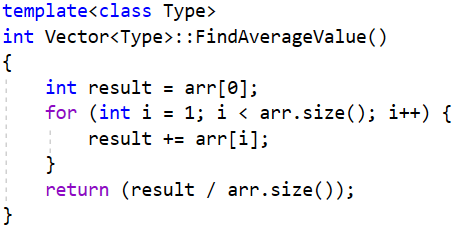 template<class Type>
int Vector<Type>::FindAverageValue()
{
    int result = arr[0];
    for (int i = 1; i < arr.size(); i++) {
        result += arr[i];
    }
    return (result / arr.size());
}